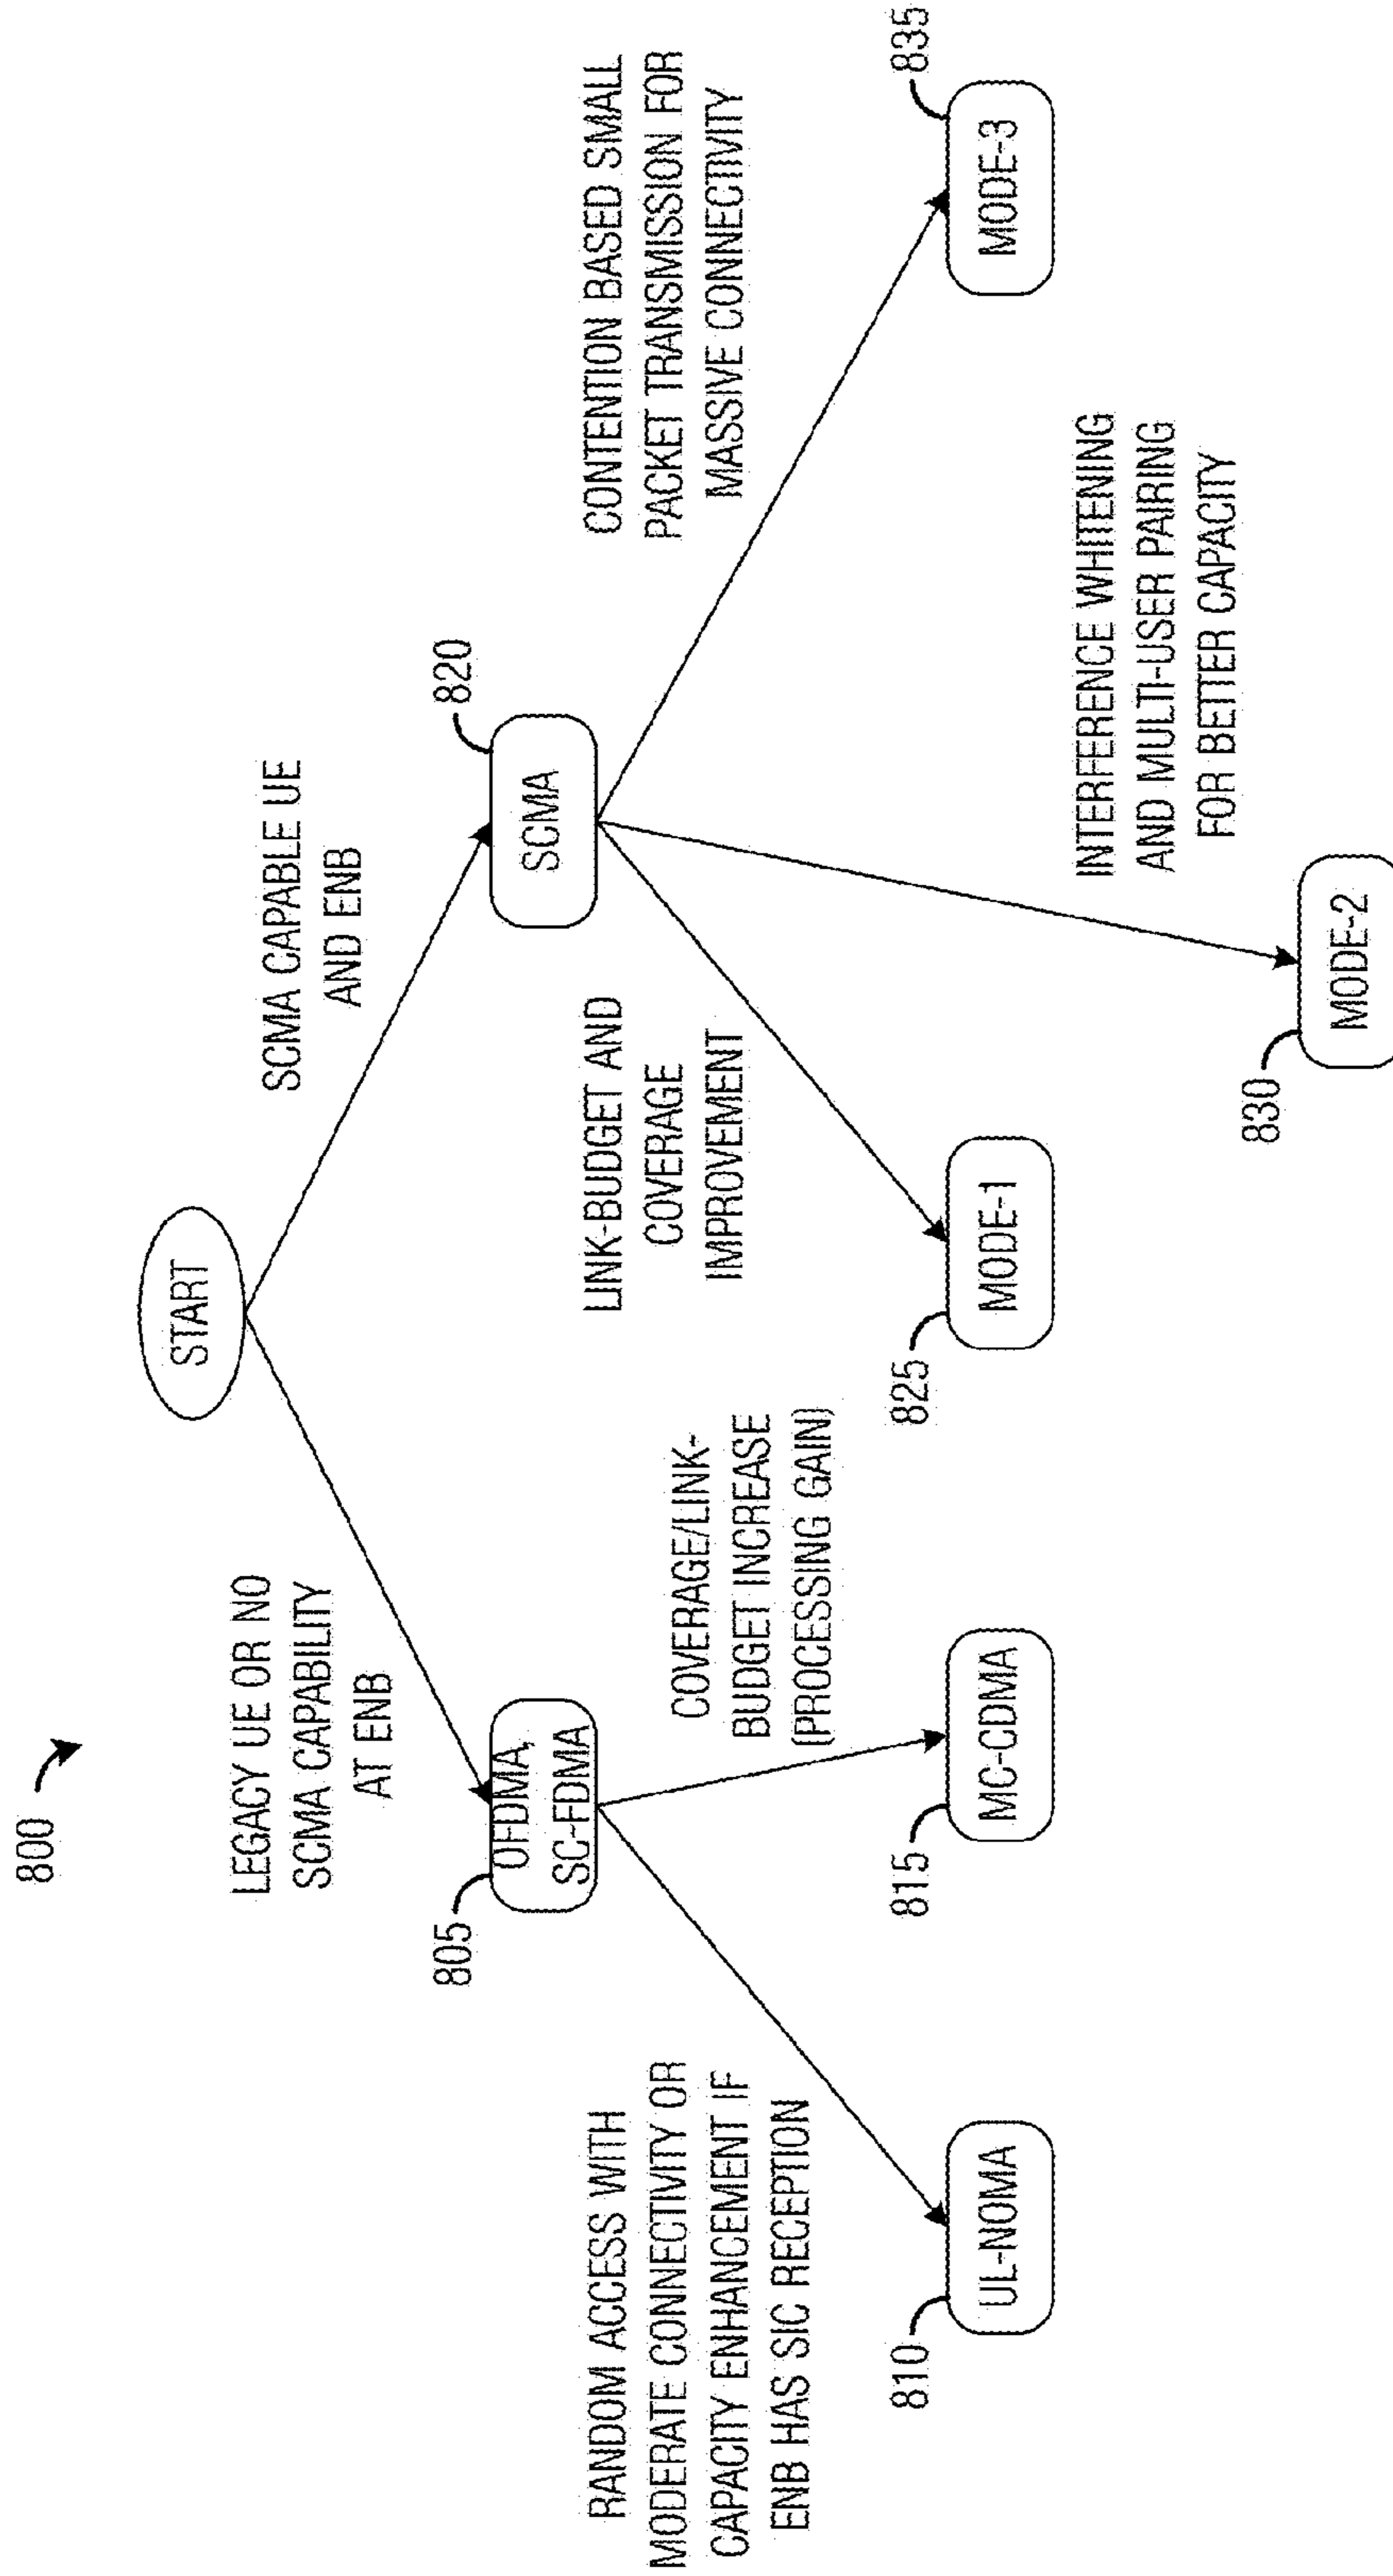 800
START
LEGACY UE OR NO
SCMA CAPABILITY
AT ENB
SCMA CAPABLE UE
AND ENB
805
OFDMA,
SC-FDMA
820
SCMA
RANDOM ACCESS WITH
MODERATE CONNECTIVITY OR
CAPACITY ENHANCEMENT IF
ENB HAS SIC RECEPTION
COVERAGE/LINK-
BUDGET INCREASE
(PROCESSING GAIN)
LINK-BUDGET AND
COVERAGE
IMPROVEMENT
CONTENTION BASED SMALL
PACKET TRANSMISSION FOR
MASSIVE CONNECTIVITY
810
UL-NOMA
815
MC-CDMA
825
MODE-1
835
MODE-3
INTERFERENCE WHITENING
AND MULTI-USER PAIRING
FOR BETTER CAPACITY
830
MODE-2